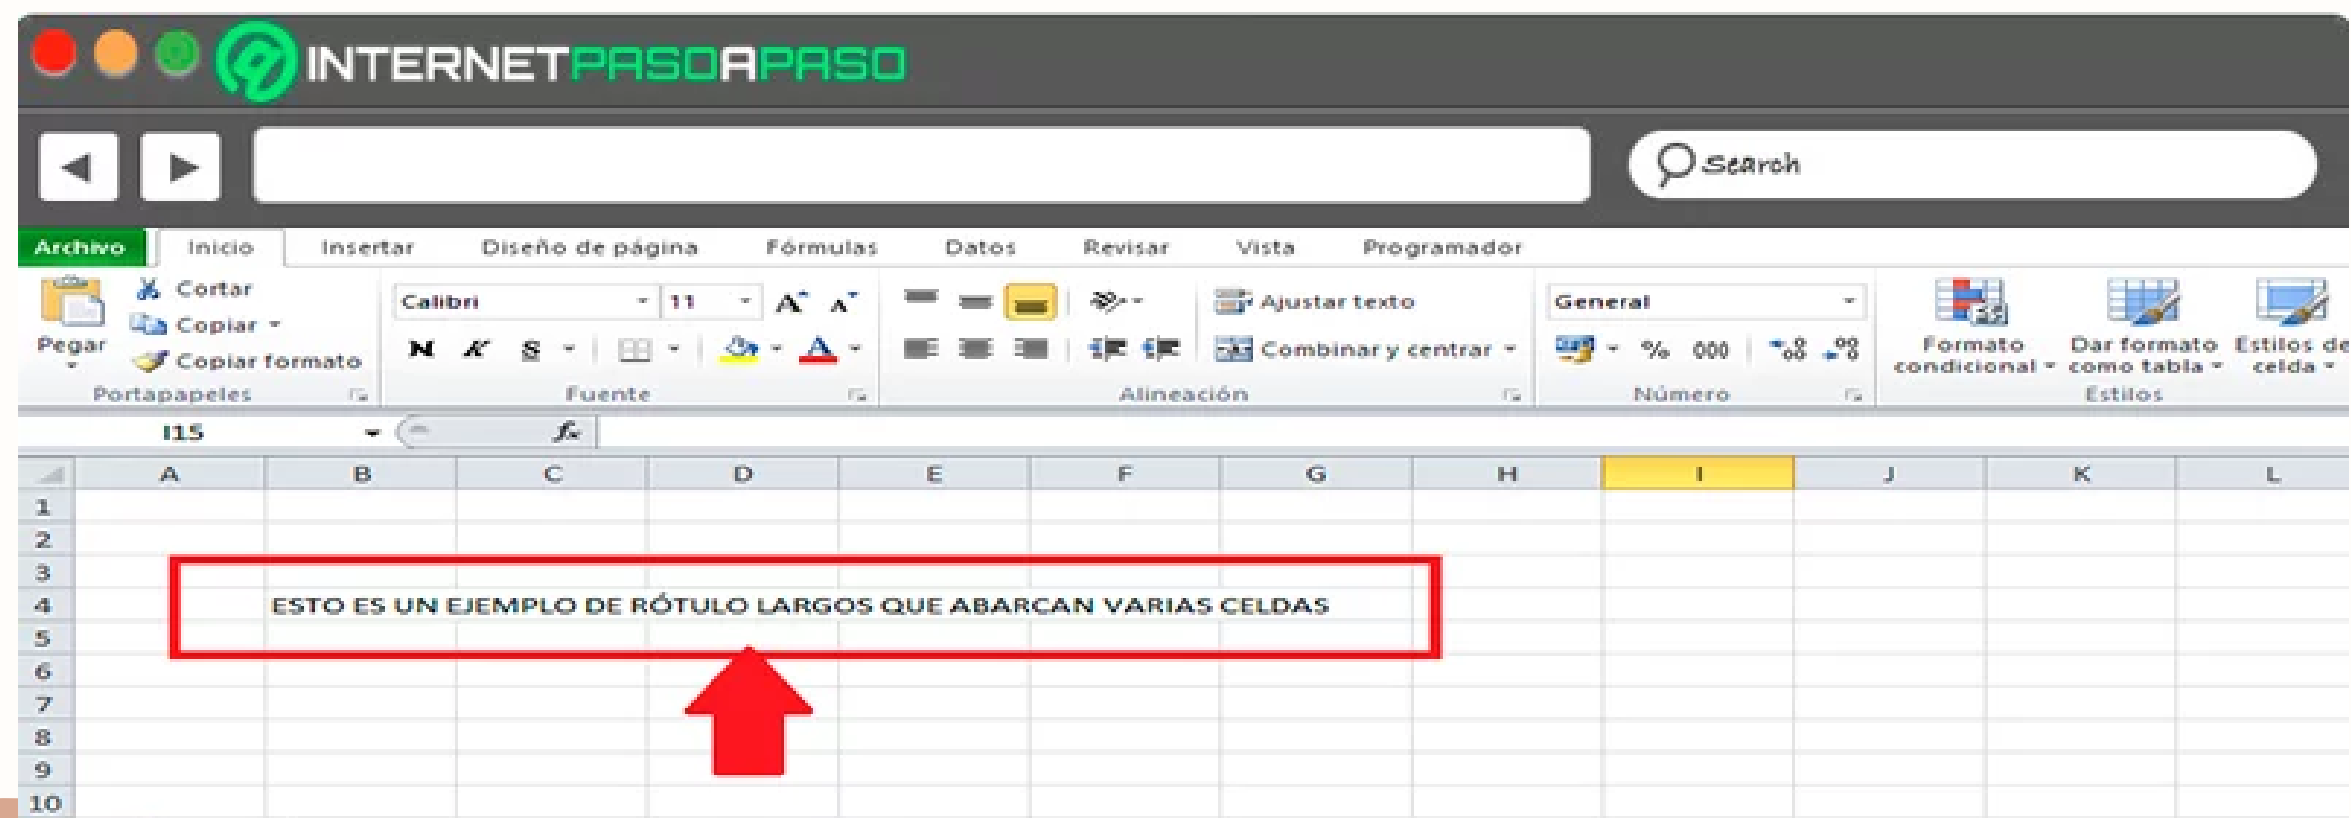 INTERNETPASOAPASO
Search
Archivo Inicio Insertar Diseño de página Fórmulas Datos Revisar Vista Programador
Cortar
Calibri 11 A A Ajustar texto General
Copiar
Pegar Copiar formato N K S A Combinar y centrar % 000 Formato condicional Dar formato como tabla Estilos de celda
Portapapeles Fuente Alineación Número Estilos
I15 fx
A B C D E F G H I J K L
1
2
3
4 ESTO ES UN EJEMPLO DE RÓTULO LARGOS QUE ABARCAN VARIAS CELDAS
5
6
7
8
9
10